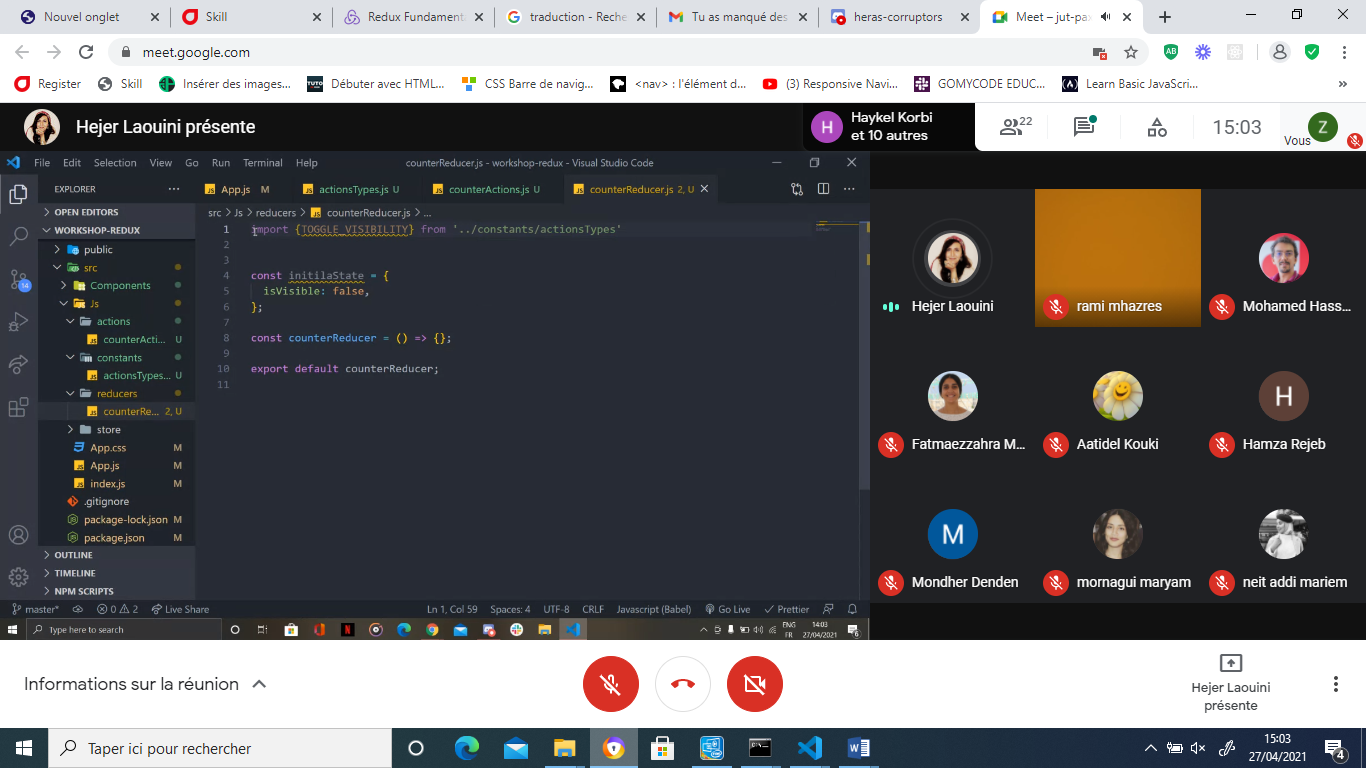 Nouvel onglet
Skill
Redux Fundament
traduction - Reche
Tu as manqué des
heras-corruptors
Meet – jut-pax
meet.google.com
Register
Skill
Insérer des images...
Débuter avec HTML...
CSS Barre de navig...
<nav> : l'élément d...
(3) Responsive Navi...
GOMYCODE EDUC...
Learn Basic JavaScri...
»
Hejer Laouini présente
H
Haykel Korbi
et 10 autres
22
15:03
Vous
Z
File Edit Selection View Go Run Terminal Help
counterReducer.js - workshop-redux - Visual Studio Code
EXPLORER
App.js M
actionsTypes.js U
counterActions.js U
counterReducer.js 2, U
OPEN EDITORS
WORKSHOP-REDUX
public
src
Components
Js
actions
counterActi... U
constants
actionsTypes... U
reducers
counterRe... 2, U
store
App.css M
App.js M
index.js M
.gitignore
package-lock.json M
package.json M
OUTLINE
TIMELINE
NPM SCRIPTS
14
src > Js > reducers > counterReducer.js > ...
1 import {TOGGLE_VISIBILITY} from '../constants/actionsTypes'
2
3
4 const initilaState = {
5 isVisible: false,
6 };
7
8 const counterReducer = () => {};
9
10 export default counterReducer;
11
master* 0 2 Live Share
Ln 1, Col 59 Spaces: 4 UTF-8 CRLF Javascript (Babel) Go Live Prettier
Type here to search
ENG
FR
14:03
27/04/2021
6
Hejer Laouini
rami mhazres
Mohamed Hass...
Fatmaezzahra M...
Aatidel Kouki
H
Hamza Rejeb
M
Mondher Denden
mornagui maryam
neit addi mariem
Informations sur la réunion
Hejer Laouini
présente
Taper ici pour rechercher
15:03
27/04/2021
4